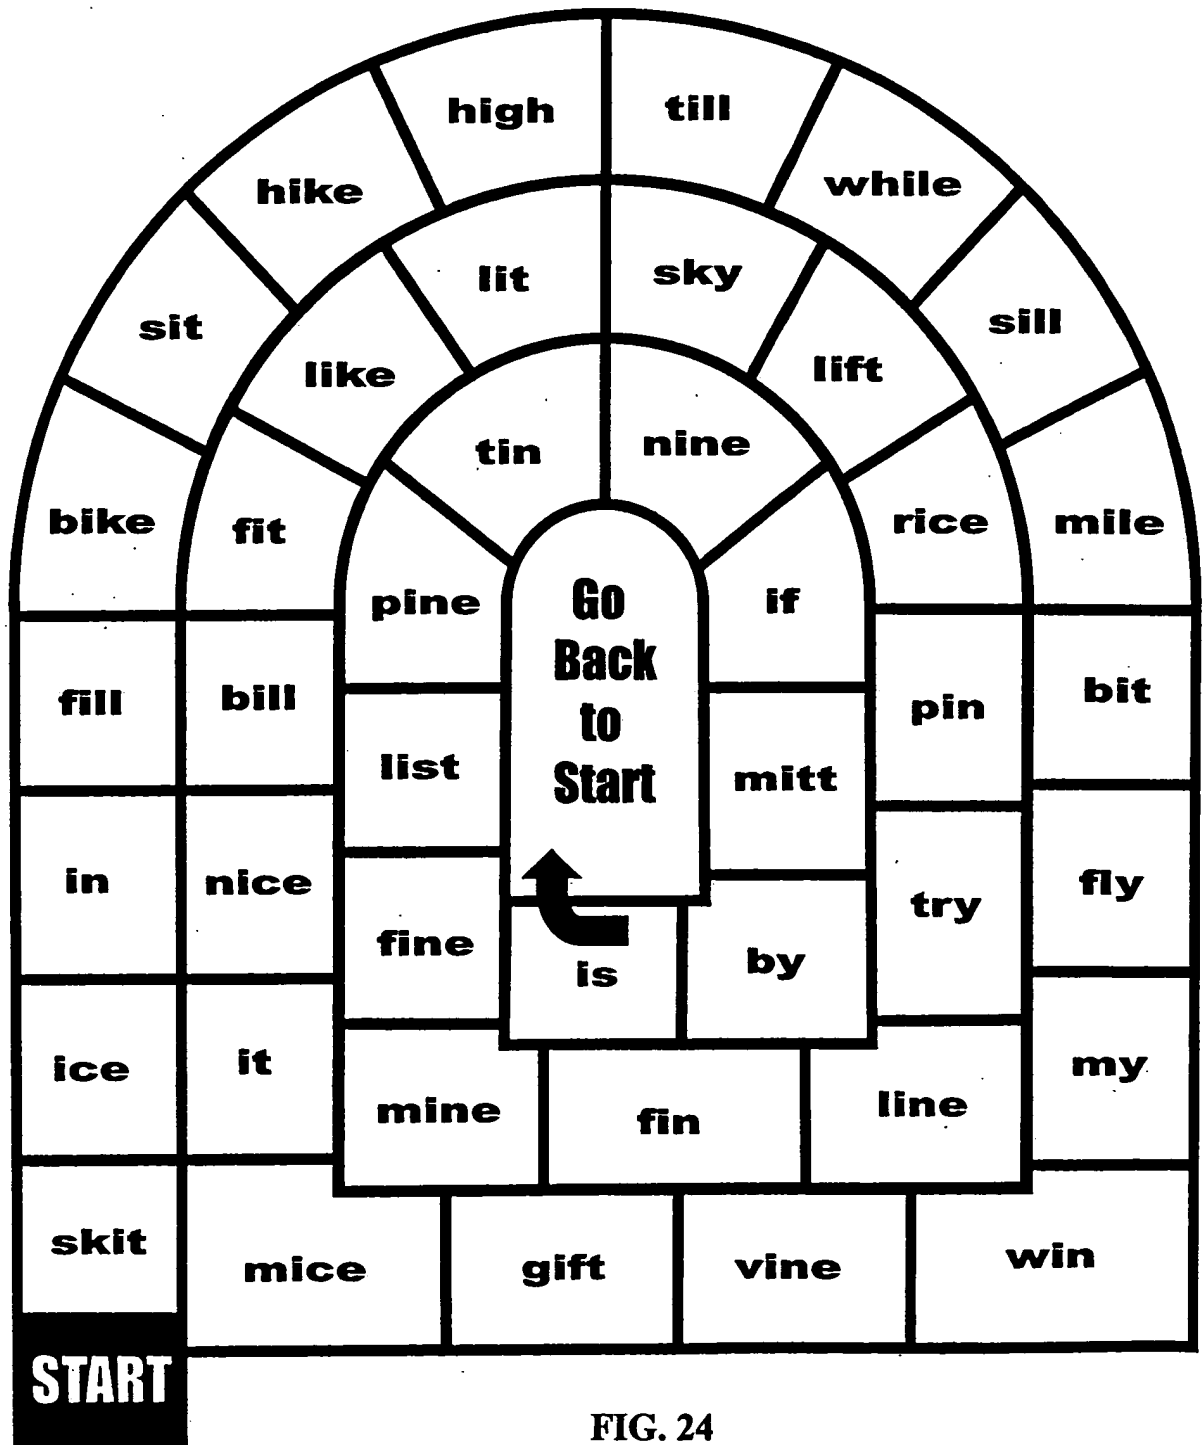 START
skit
ice
in
fill
bike
sit
hike
high
till
while
sill
mile
bit
fly
my
win
vine
gift
mice
it
nice
bill
fit
like
lit
sky
lift
rice
pin
try
line
fin
mine
fine
list
pine
tin
nine
if
mitt
by
is
Go
Back
to
Start
FIG. 24